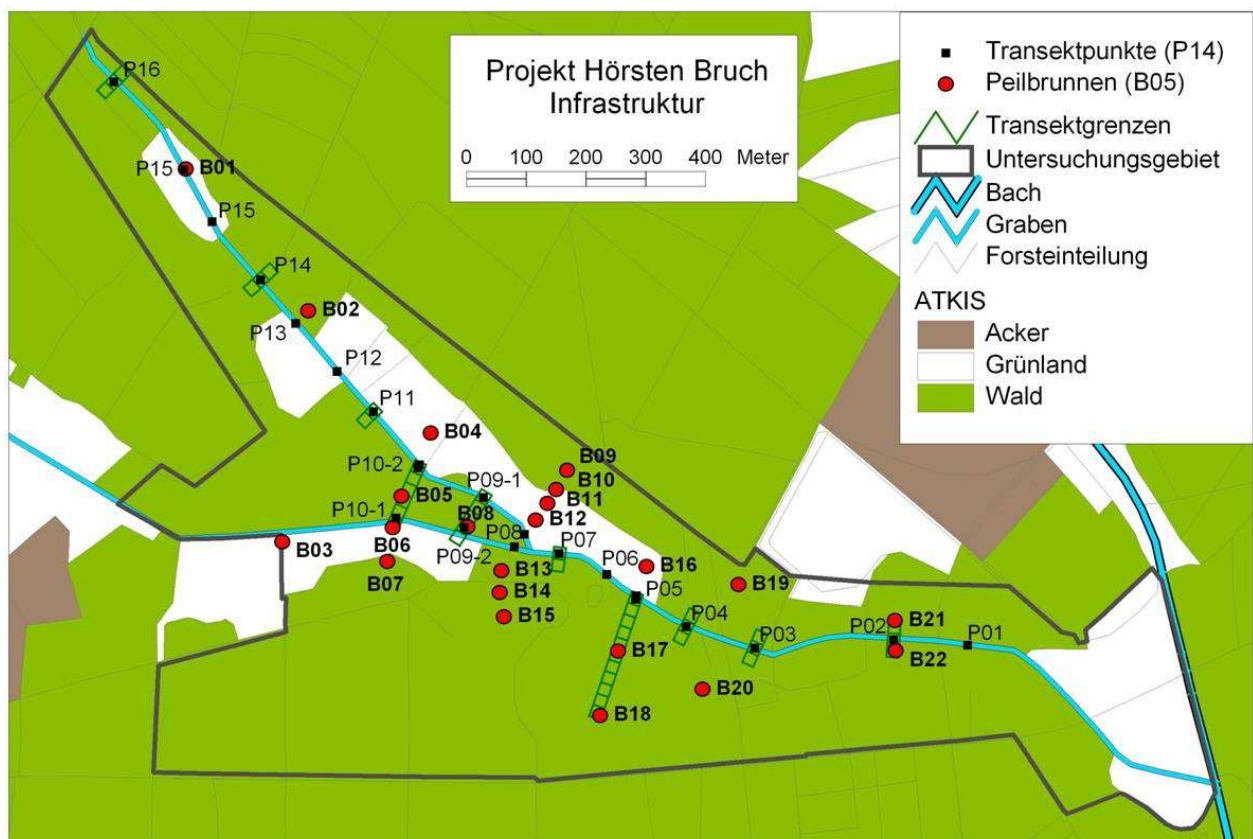 Projekt Hörsten Bruch
Infrastruktur
0 100 200 300 400 Meter
Transektpunkte (P14)
Peilbrunnen (B05)
Transektgrenzen
Untersuchungsgebiet
Bach
Graben
Forsteinteilung
ATKIS
Acker
Grünland
Wald
P16
P15
B01
P15
P14
B02
P13
P12
P11
B04
P10-2
B09
P09-1
B10
B05
B11
P10-1
B08
B12
B03
B06
P09-2
P08
P07
B07
B13
P06
B16
B14
P05
B19
B15
P04
B21
P03
P02
P01
B17
B22
B20
B18